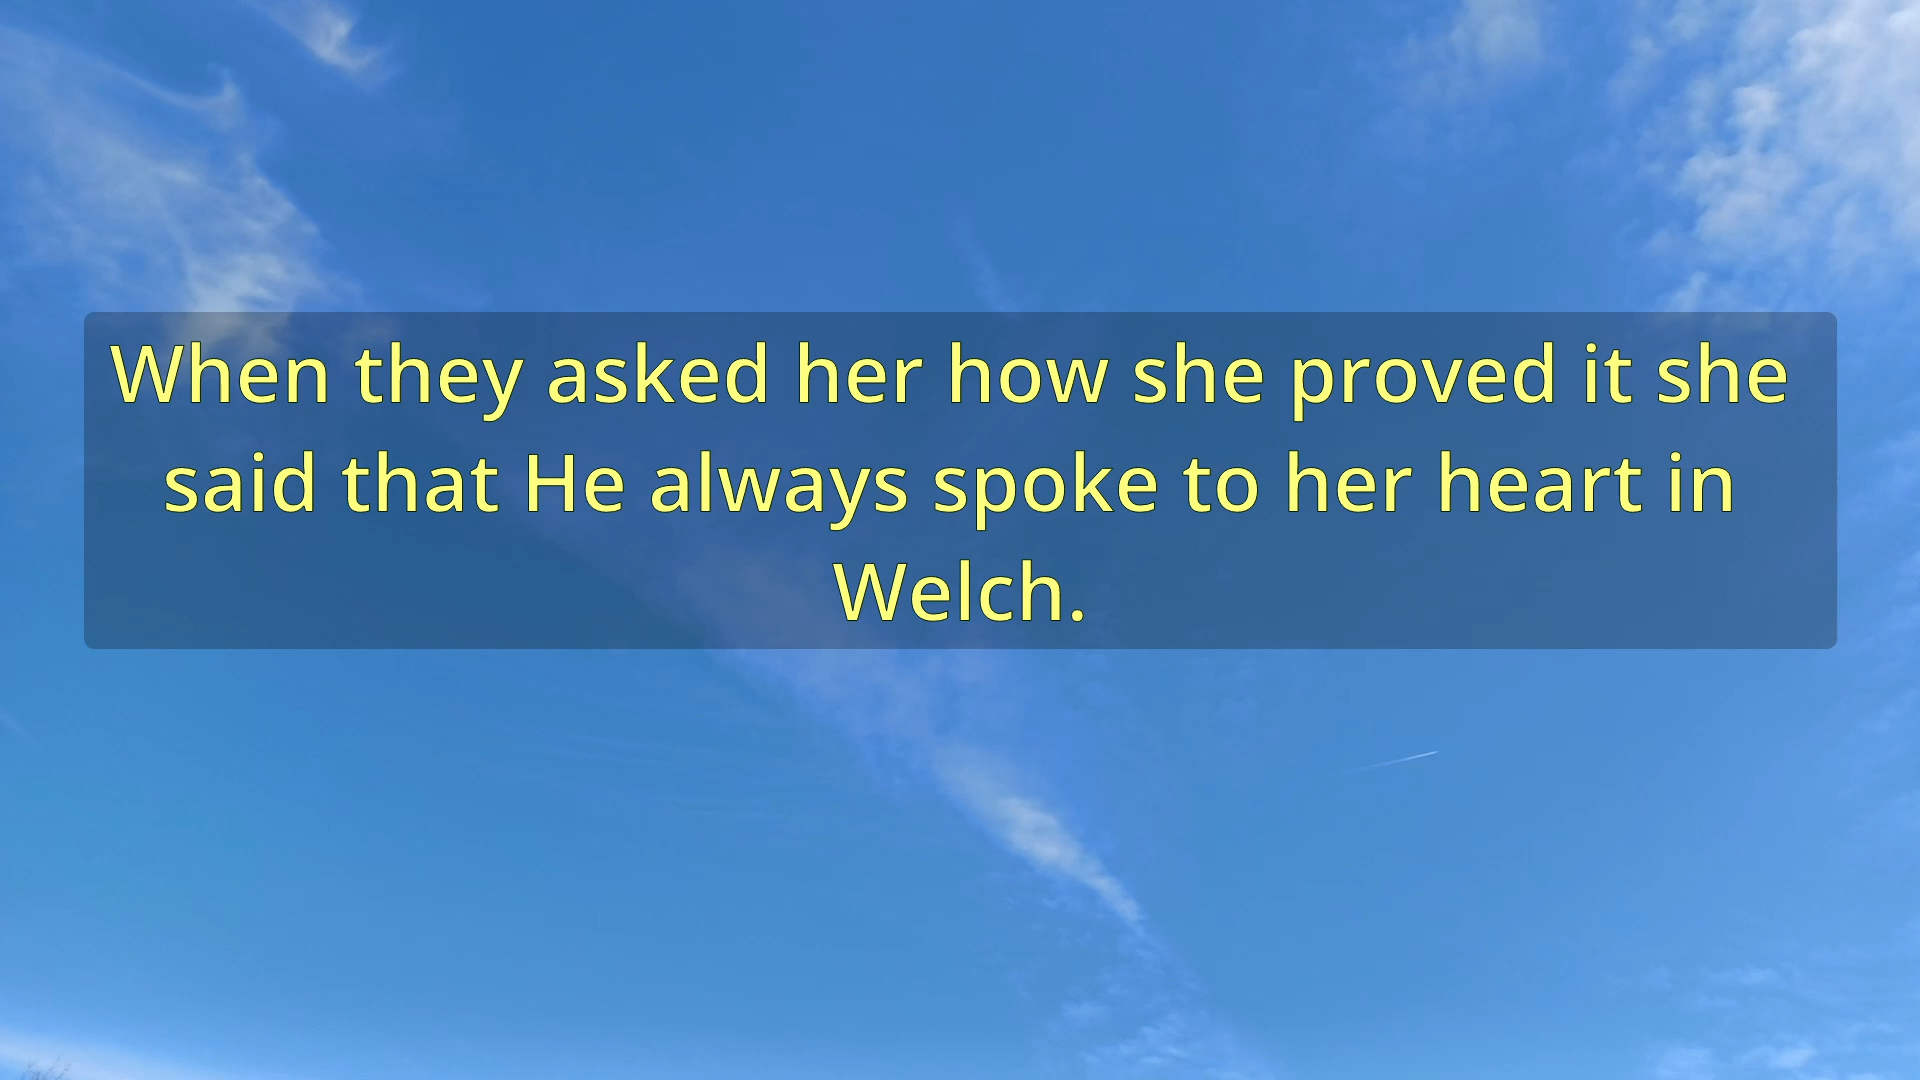 When they asked her how she proved it she
said that He always spoke to her heart in
Welch.